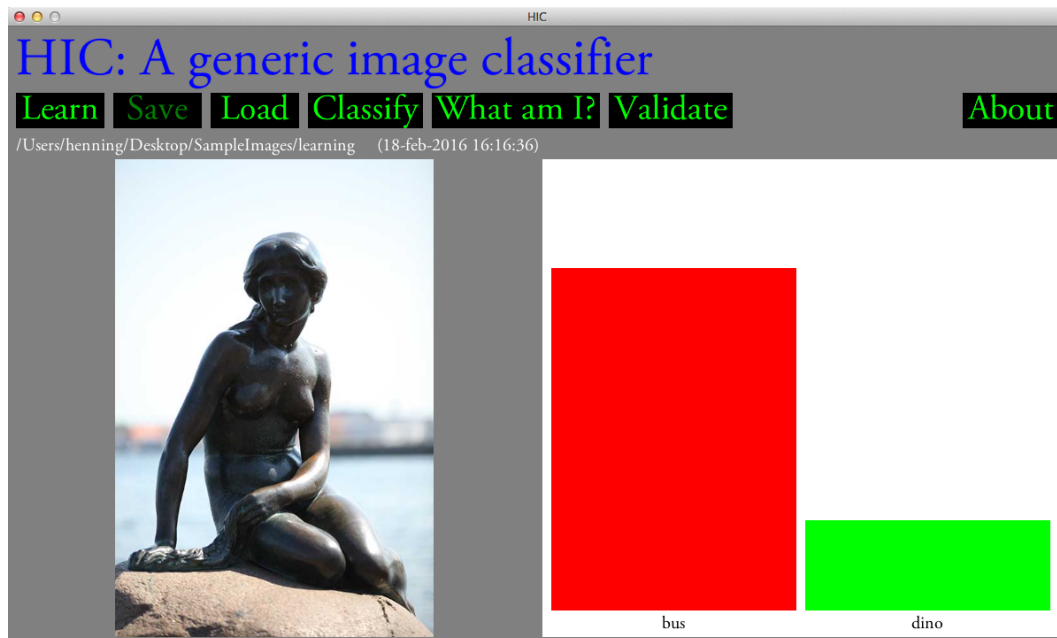 HIC
HIC: A generic image classifier
Learn Save Load Classify What am I? Validate About
/Users/henning/Desktop/SampleImages/learning (18-feb-2016 16:16:36)
bus dino